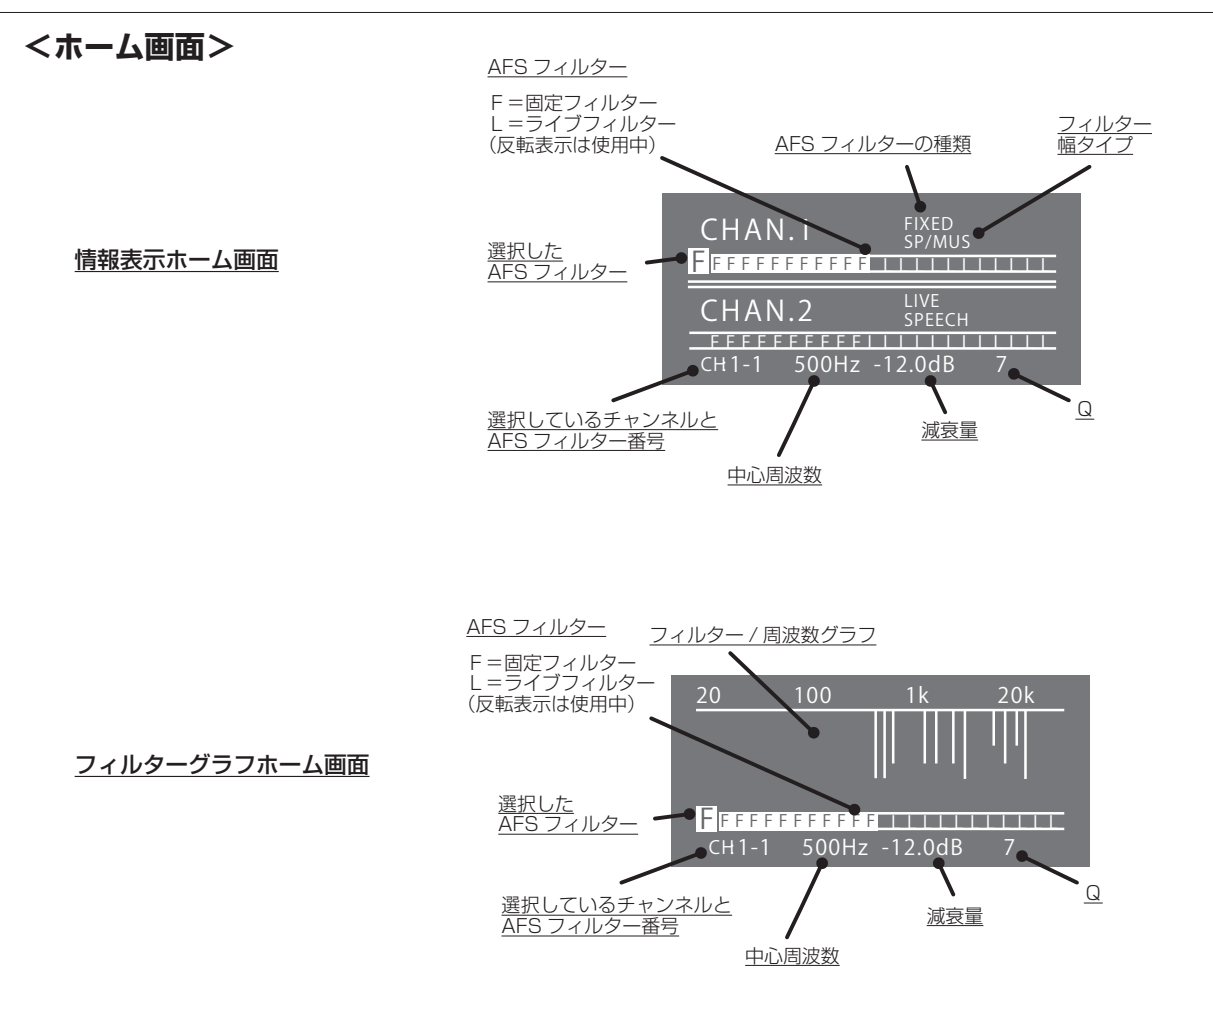 ＜ホーム画面＞
AFS フィルター
F＝固定フィルター
L＝ライブフィルター
（反転表示は使用中）
AFS フィルターの種類
フィルター
幅タイプ
情報表示ホーム画面
選択した
AFS フィルター
CHAN.1
FIXED
SP/MUS
F F F F F F F F F F F F L L L L L L L L L L L L
CHAN.2
LIVE
SPEECH
F F F F F F F F F F F L L L L L L L L L L L L
CH1-1 500Hz -12.0dB 7
選択しているチャンネルと
AFS フィルター番号
中心周波数
減衰量
Q
AFS フィルター
F＝固定フィルター
L＝ライブフィルター
（反転表示は使用中）
フィルター / 周波数グラフ
フィルターグラフホーム画面
20 100 1k 20k
選択した
AFS フィルター
F F F F F F F F F F F F L L L L L L L L L L L L
CH1-1 500Hz -12.0dB 7
選択しているチャンネルと
AFS フィルター番号
中心周波数
減衰量
Q